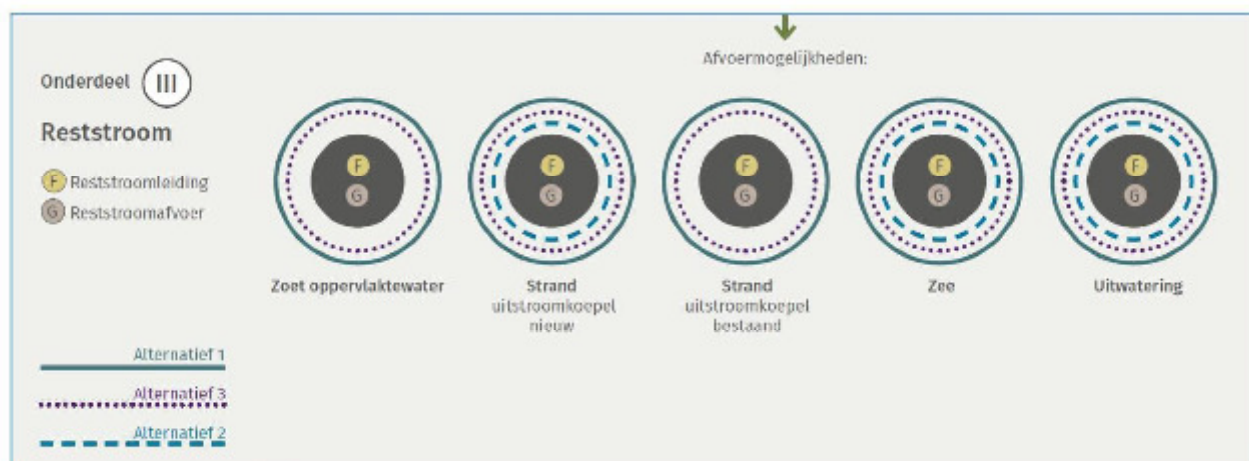 Afvoermogelijkheden:
Onderdeel III
Reststroom
F Reststroomleiding
G Reststroomafvoer
F F F F F
G G G G G
Zoet oppervlaktewater
Strand
uitstroomkoepel
nieuw
Strand
uitstroomkoepel
bestaand
Zee
Uitwatering
Alternatief 1
Alternatief 3
Alternatief 2